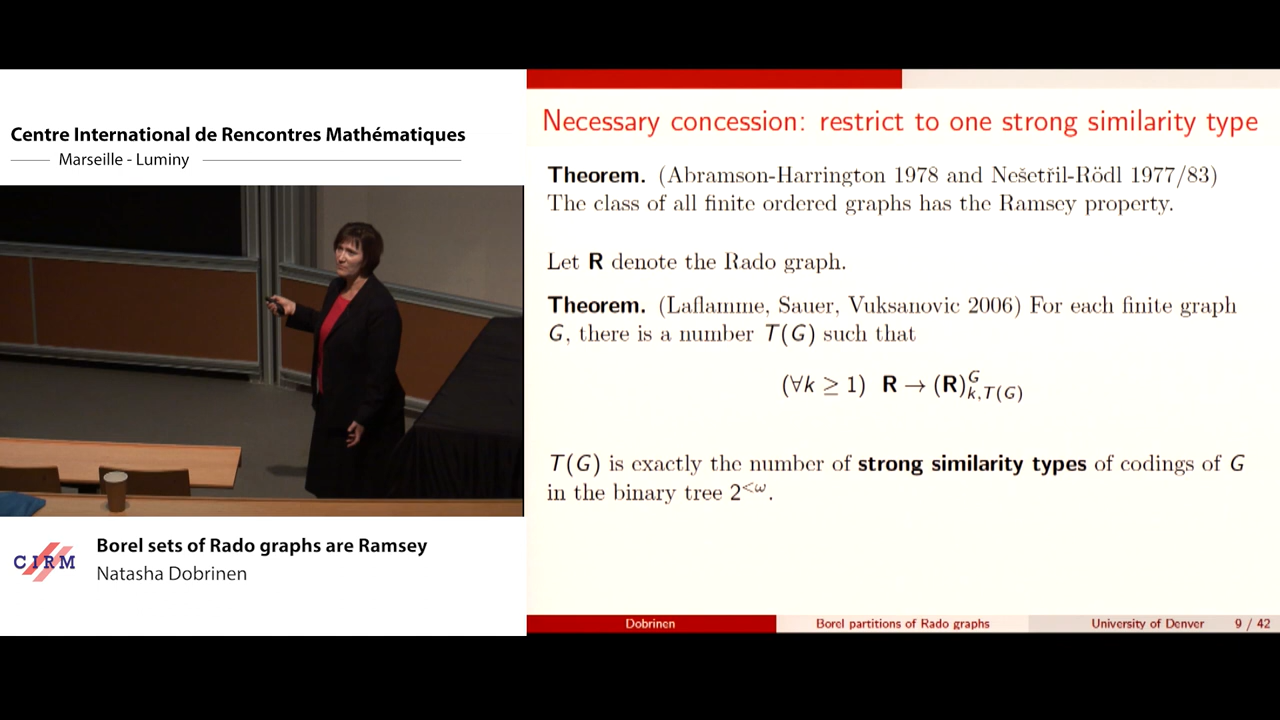 Centre International de Rencontres Mathématiques
Marseille - Luminy
CIRM
Borel sets of Rado graphs are Ramsey
Natasha Dobrinen
Necessary concession: restrict to one strong similarity type
Theorem. (Abramson-Harrington 1978 and Nešetřil-Rödl 1977/83)
The class of all finite ordered graphs has the Ramsey property.
Let R denote the Rado graph.
Theorem. (Laflamme, Sauer, Vuksanovic 2006) For each finite graph
G, there is a number T(G) such that
(∀k ≥ 1) R → (R)^G_{k,T(G)}
T(G) is exactly the number of strong similarity types of codings of G
in the binary tree 2^{<ω}.
Dobrinen
Borel partitions of Rado graphs
University of Denver
9 / 42